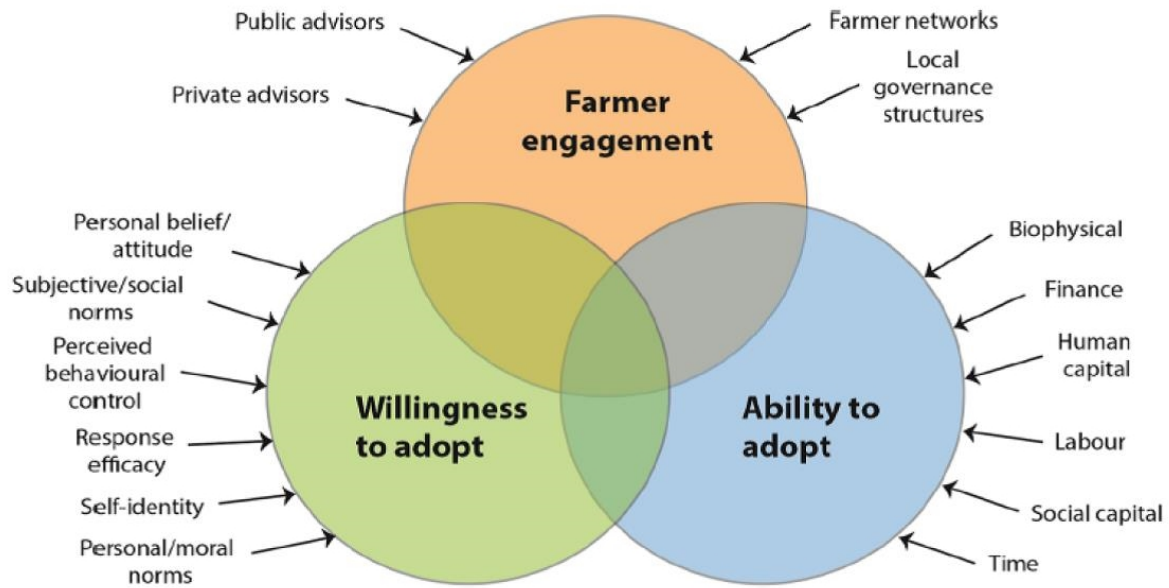 Public advisors
Private advisors
Farmer networks
Local
governance
structures
Farmer
engagement
Personal belief/
attitude
Subjective/social
norms
Perceived
behavioural
control
Response
efficacy
Self-identity
Personal/moral
norms
Willingness
to adopt
Ability to
adopt
Biophysical
Finance
Human
capital
Labour
Social capital
Time